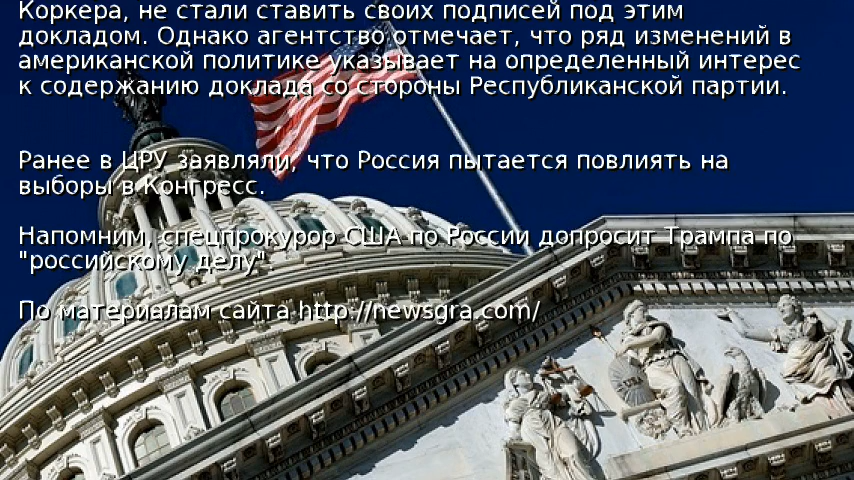 Коркера, не стали ставить своих подписей под этим
докладом. Однако агентство отмечает, что ряд изменений в
американской политике указывает на определенный интерес
к содержанию доклада со стороны Республиканской партии.
Ранее в ЦРУ заявляли, что Россия пытается повлиять на
выборы в Конгресс.
Напомним, спецпрокурор США по России допросит Трампа по
"российскому делу".
По материалам сайта http://newsgra.com/